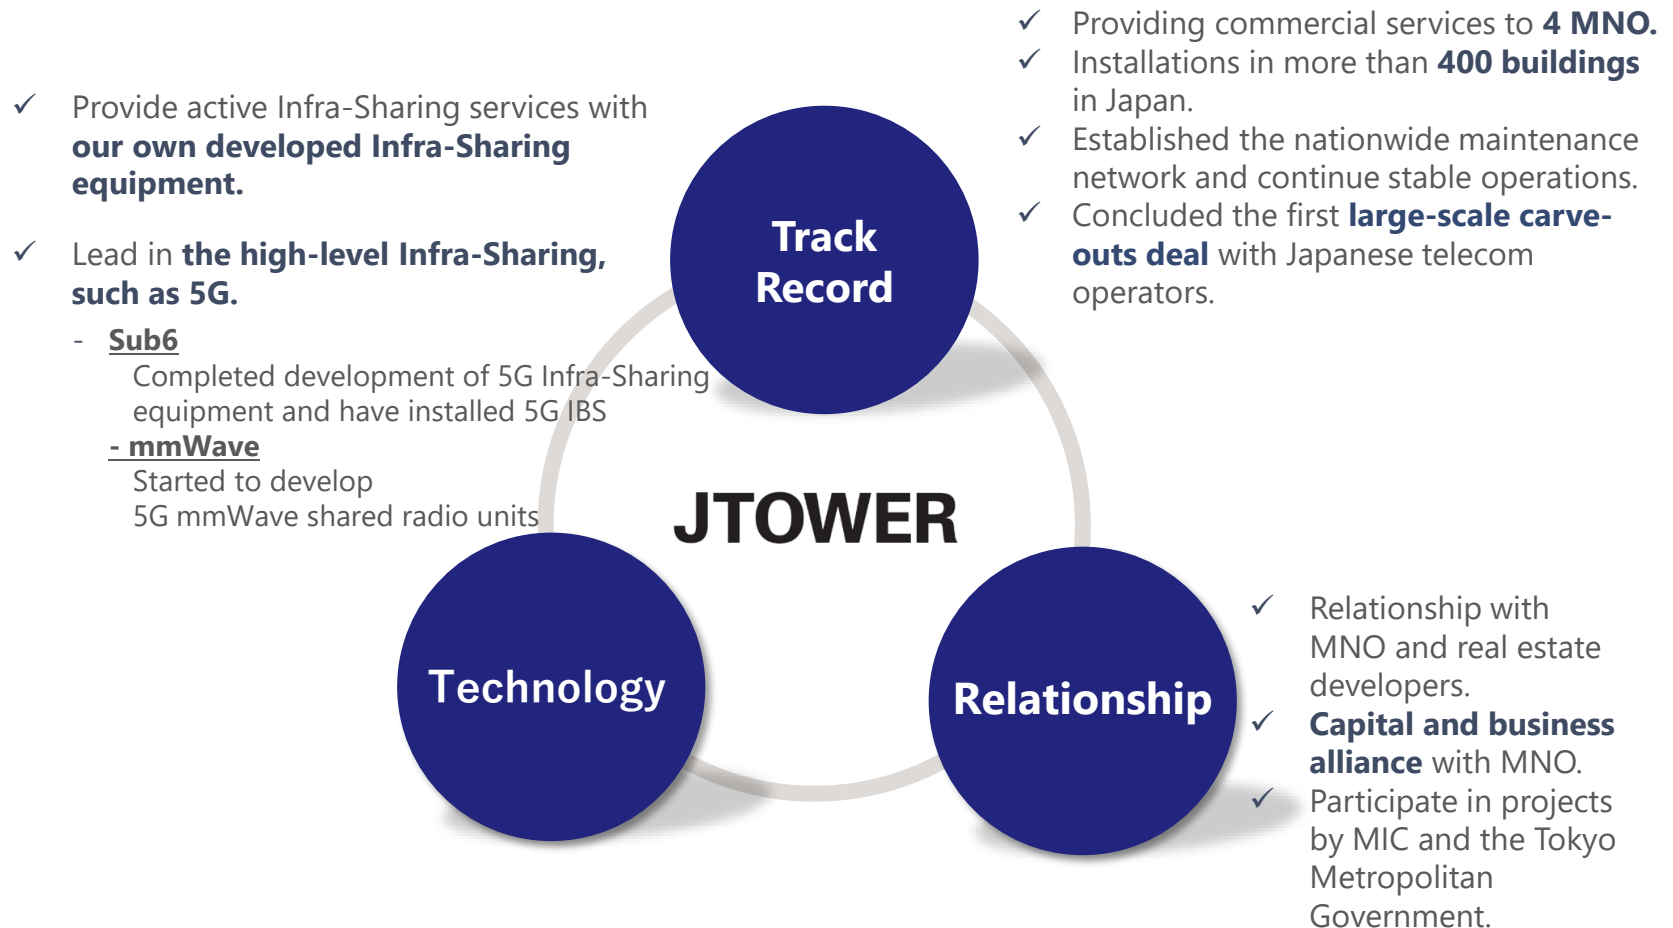 ✓ Provide active Infra-Sharing services with
our own developed Infra-Sharing
equipment.
✓ Lead in the high-level Infra-Sharing,
such as 5G.
- Sub6
Completed development of 5G Infra-Sharing
equipment and have installed 5G IBS
- mmWave
Started to develop
5G mmWave shared radio units
✓ Providing commercial services to 4 MNO.
✓ Installations in more than 400 buildings
in Japan.
✓ Established the nationwide maintenance
network and continue stable operations.
✓ Concluded the first large-scale carve-
outs deal with Japanese telecom
operators.
Track
Record
JTOWER
Technology
Relationship
✓ Relationship with
MNO and real estate
developers.
✓ Capital and business
alliance with MNO.
✓ Participate in projects
by MIC and the Tokyo
Metropolitan
Government.